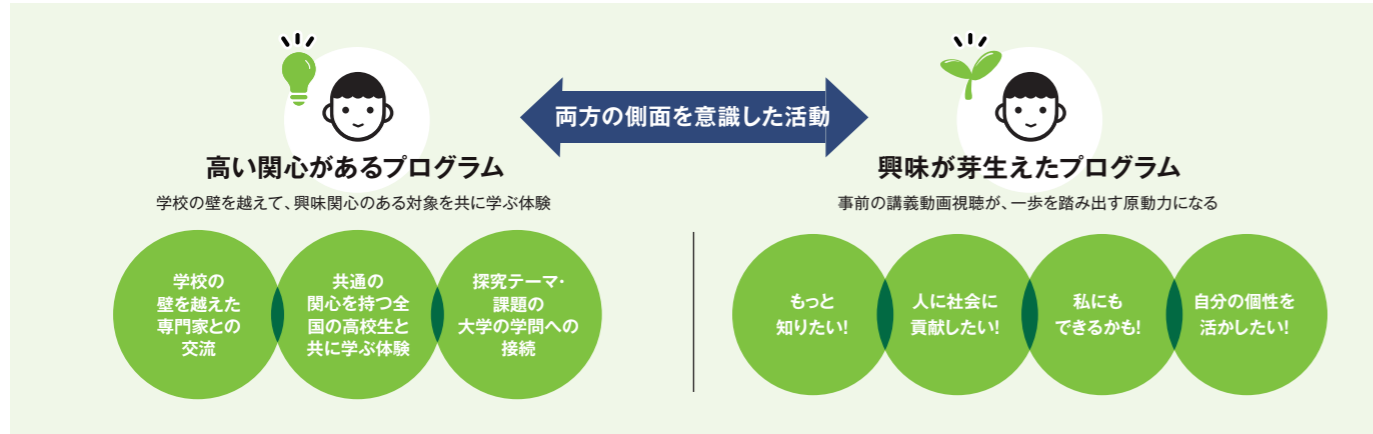 両方の側面を意識した活動
高い関心があるプログラム
学校の壁を越えて、興味関心のある対象を共に学ぶ体験
学校の
壁を越えた
専門家との
交流
共通の
関心を持つ全
国の高校生と
共に学ぶ体験
探究テーマ・
課題の
大学の学問への
接続
興味が芽生えたプログラム
事前の講義動画視聴が、一歩を踏み出す原動力になる
もっと
知りたい!
人に社会に
貢献したい!
私にも
できるかも!
自分の個性を
活かしたい!